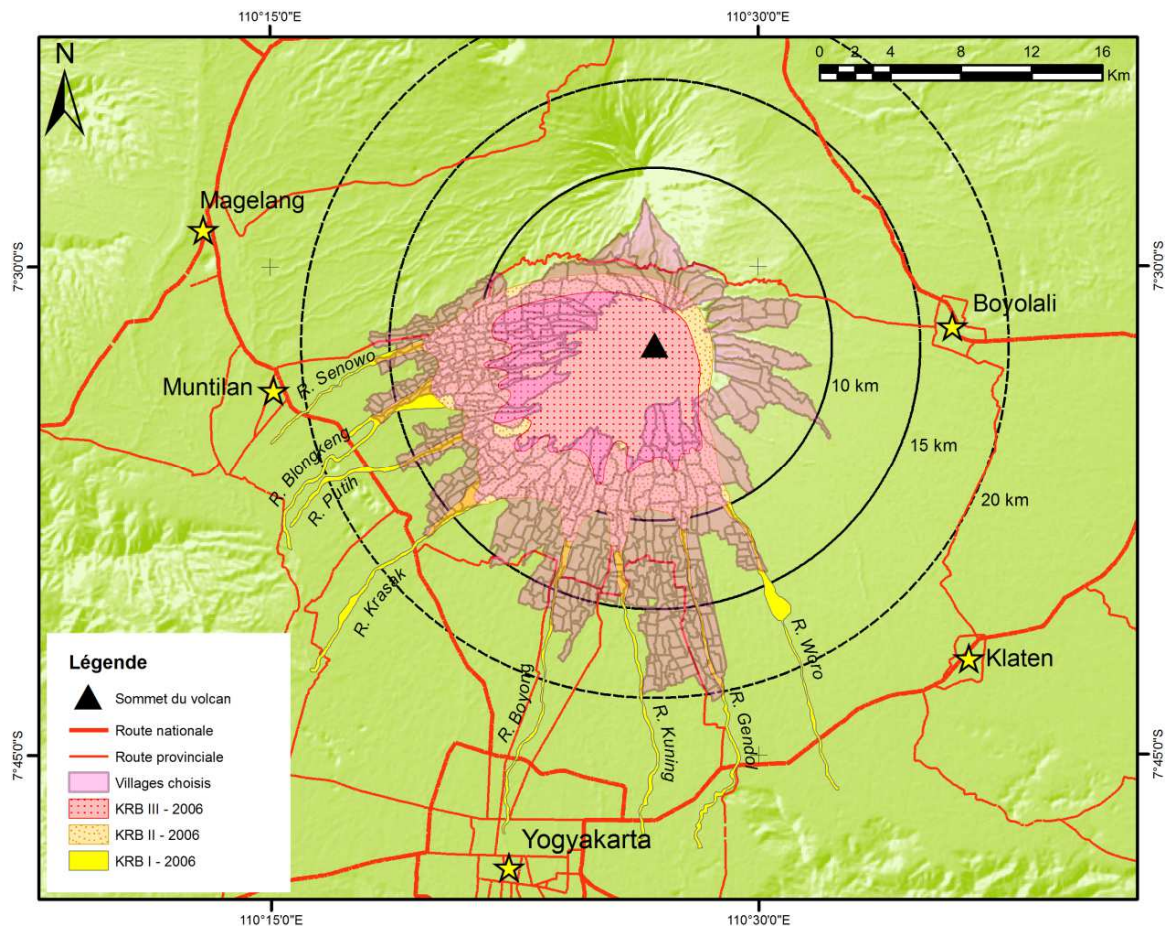 110°15'0"E
110°30'0"E
N
0 2 4 8 12 16
Km
Magelang
7°30'0"S
7°30'0"S
Boyolali
R. Senowo
Muntilan
10 km
15 km
R. Blongkeng
R. Putih
20 km
R. Krasak
R. Woro
Klaten
R. Boyong
R. Kuning
R. Gendol
7°45'0"S
7°45'0"S
Yogyakarta
Légende
Sommet du volcan
Route nationale
Route provinciale
Villages choisis
KRB III - 2006
KRB II - 2006
KRB I - 2006
110°15'0"E
110°30'0"E